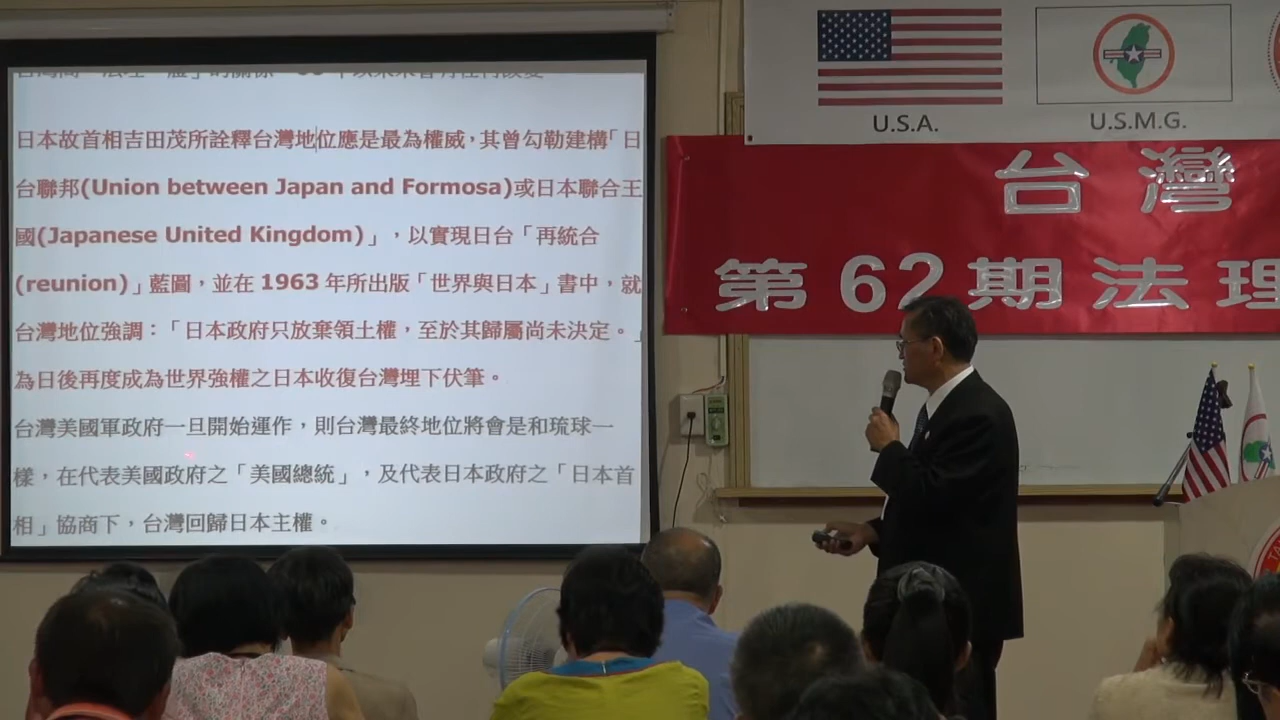 日本故首相吉田茂所詮釋台灣地位應是最為權威，其曾勾勒建構「日
台聯邦(Union between Japan and Formosa)或日本聯合王
國(Japanese United Kingdom)」，以實現日台「再統合
(reunion)」藍圖，並在 1963 年所出版「世界與日本」書中，就
台灣地位強調：「日本政府只放棄領土權，至於其歸屬尚未決定。」
為日後再度成為世界強權之日本收復台灣埋下伏筆。
台灣美國軍政府一旦開始運作，則台灣最終地位將會是和琉球一
樣，在代表美國政府之「美國總統」，及代表日本政府之「日本首
相」協商下，台灣回歸日本主權。
U.S.A.
U.S.M.G.
台灣
第62期法理